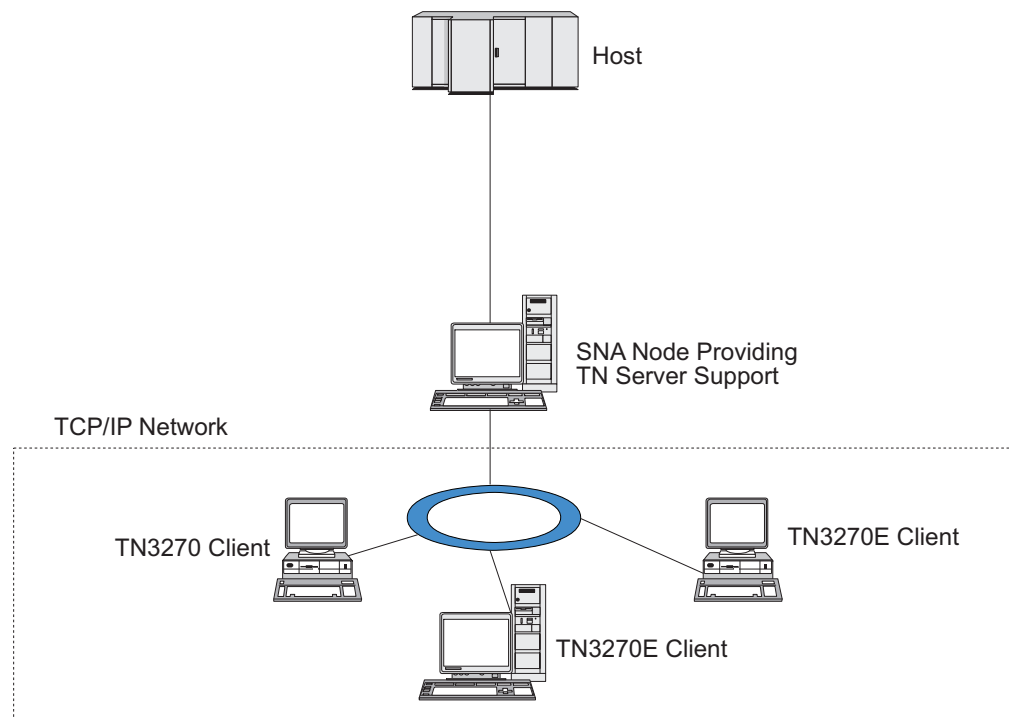 Host
SNA Node Providing
TN Server Support
TCP/IP Network
TN3270 Client
TN3270E Client
TN3270E Client